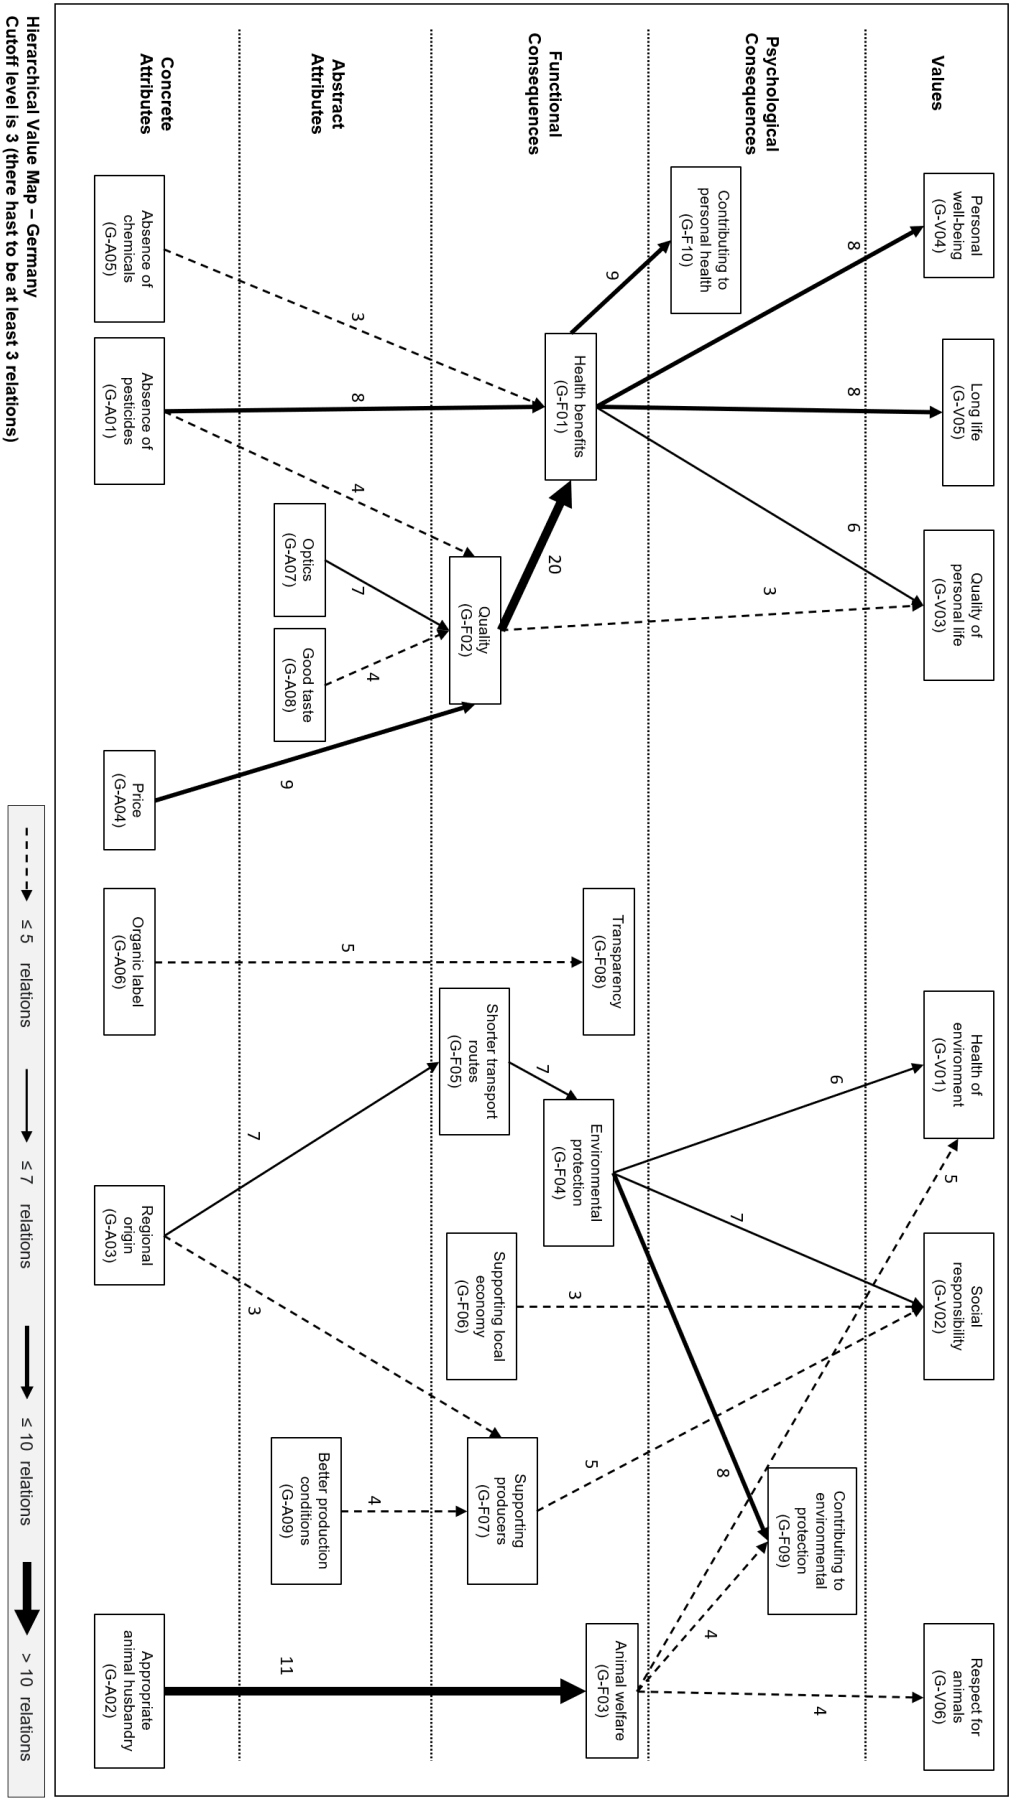 Values
Personal
well-being
(G-V04)
Long life
(G-V05)
Quality of
personal life
(G-V03)
Health of
environment
(G-V01)
Social
responsibility
(G-V02)
Respect for
animals
(G-V06)
8
8
6
3
6
7
5
Psychological
Consequences
Contributing to
personal health
(G-F10)
Contributing to
environmental
protection
(G-F09)
9
8
4
4
Functional
Consequences
Health benefits
(G-F01)
Transparency
(G-F08)
Environmental
protection
(G-F04)
Animal welfare
(G-F03)
20
7
3
5
Quality
(G-F02)
Shorter transport
routes
(G-F05)
Supporting local
economy
(G-F06)
Supporting
producers
(G-F07)
Abstract
Attributes
3
8
4
7
4
5
4
Optics
(G-A07)
Good taste
(G-A08)
Better production
conditions
(G-A09)
9
7
3
11
Concrete
Attributes
Absence of
chemicals
(G-A05)
Absence of
pesticides
(G-A01)
Price
(G-A04)
Organic label
(G-A06)
Regional
origin
(G-A03)
Appropriate
animal husbandry
(G-A02)
Hierarchical Value Map – Germany
Cutoff level is 3 (there hast to be at least 3 relations)
≤ 5 relations
≤ 7 relations
≤ 10 relations
> 10 relations